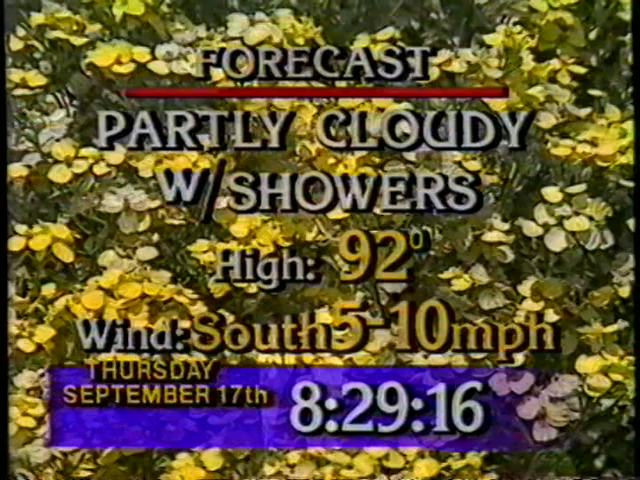 FORECAST
PARTLY CLOUDY
W/SHOWERS
High: 92°
Wind: South 5-10mph
THURSDAY
SEPTEMBER 17th
8:29:16